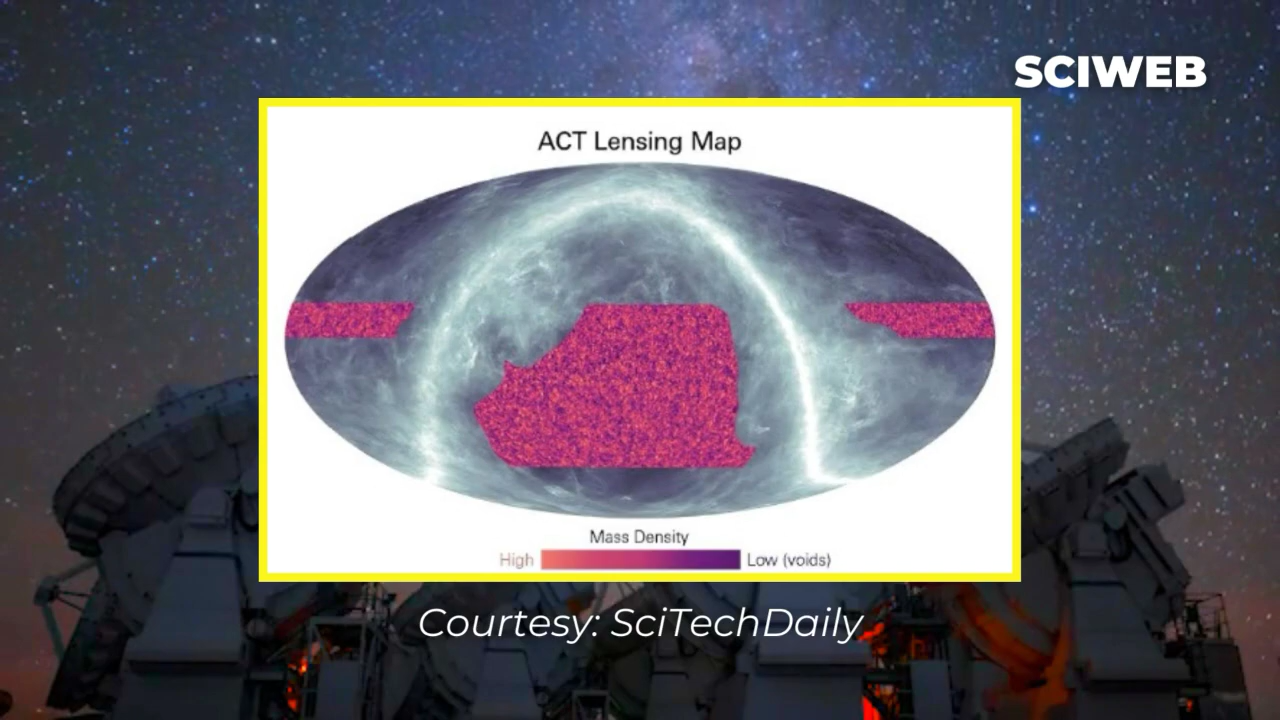 SCIWEB
ACT Lensing Map
Mass Density
High Low (voids)
Courtesy: SciTechDaily